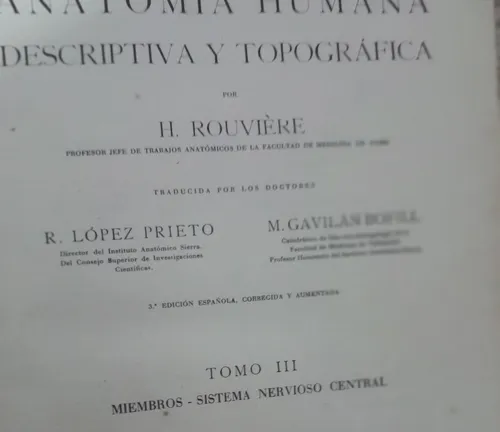 ANATOMÍA HUMANA
DESCRIPTIVA Y TOPOGRÁFICA
POR
H. ROUVIÈRE
PROFESOR JEFE DE TRABAJOS ANATÓMICOS DE LA FACULTAD DE MEDICINA DE
TRADUCIDA POR LOS DOCTORES
R. LÓPEZ PRIETO
Director del Instituto Anatómico Sierra.
Del Consejo Superior de Investigaciones
Científicas.
M. GAVILÁN BOFILL
Catedrático de
Facultad de Medicina de
Profesor
3.ª EDICIÓN ESPAÑOLA, CORREGIDA Y AUMENTADA
TOMO III
MIEMBROS - SISTEMA NERVIOSO CENTRAL